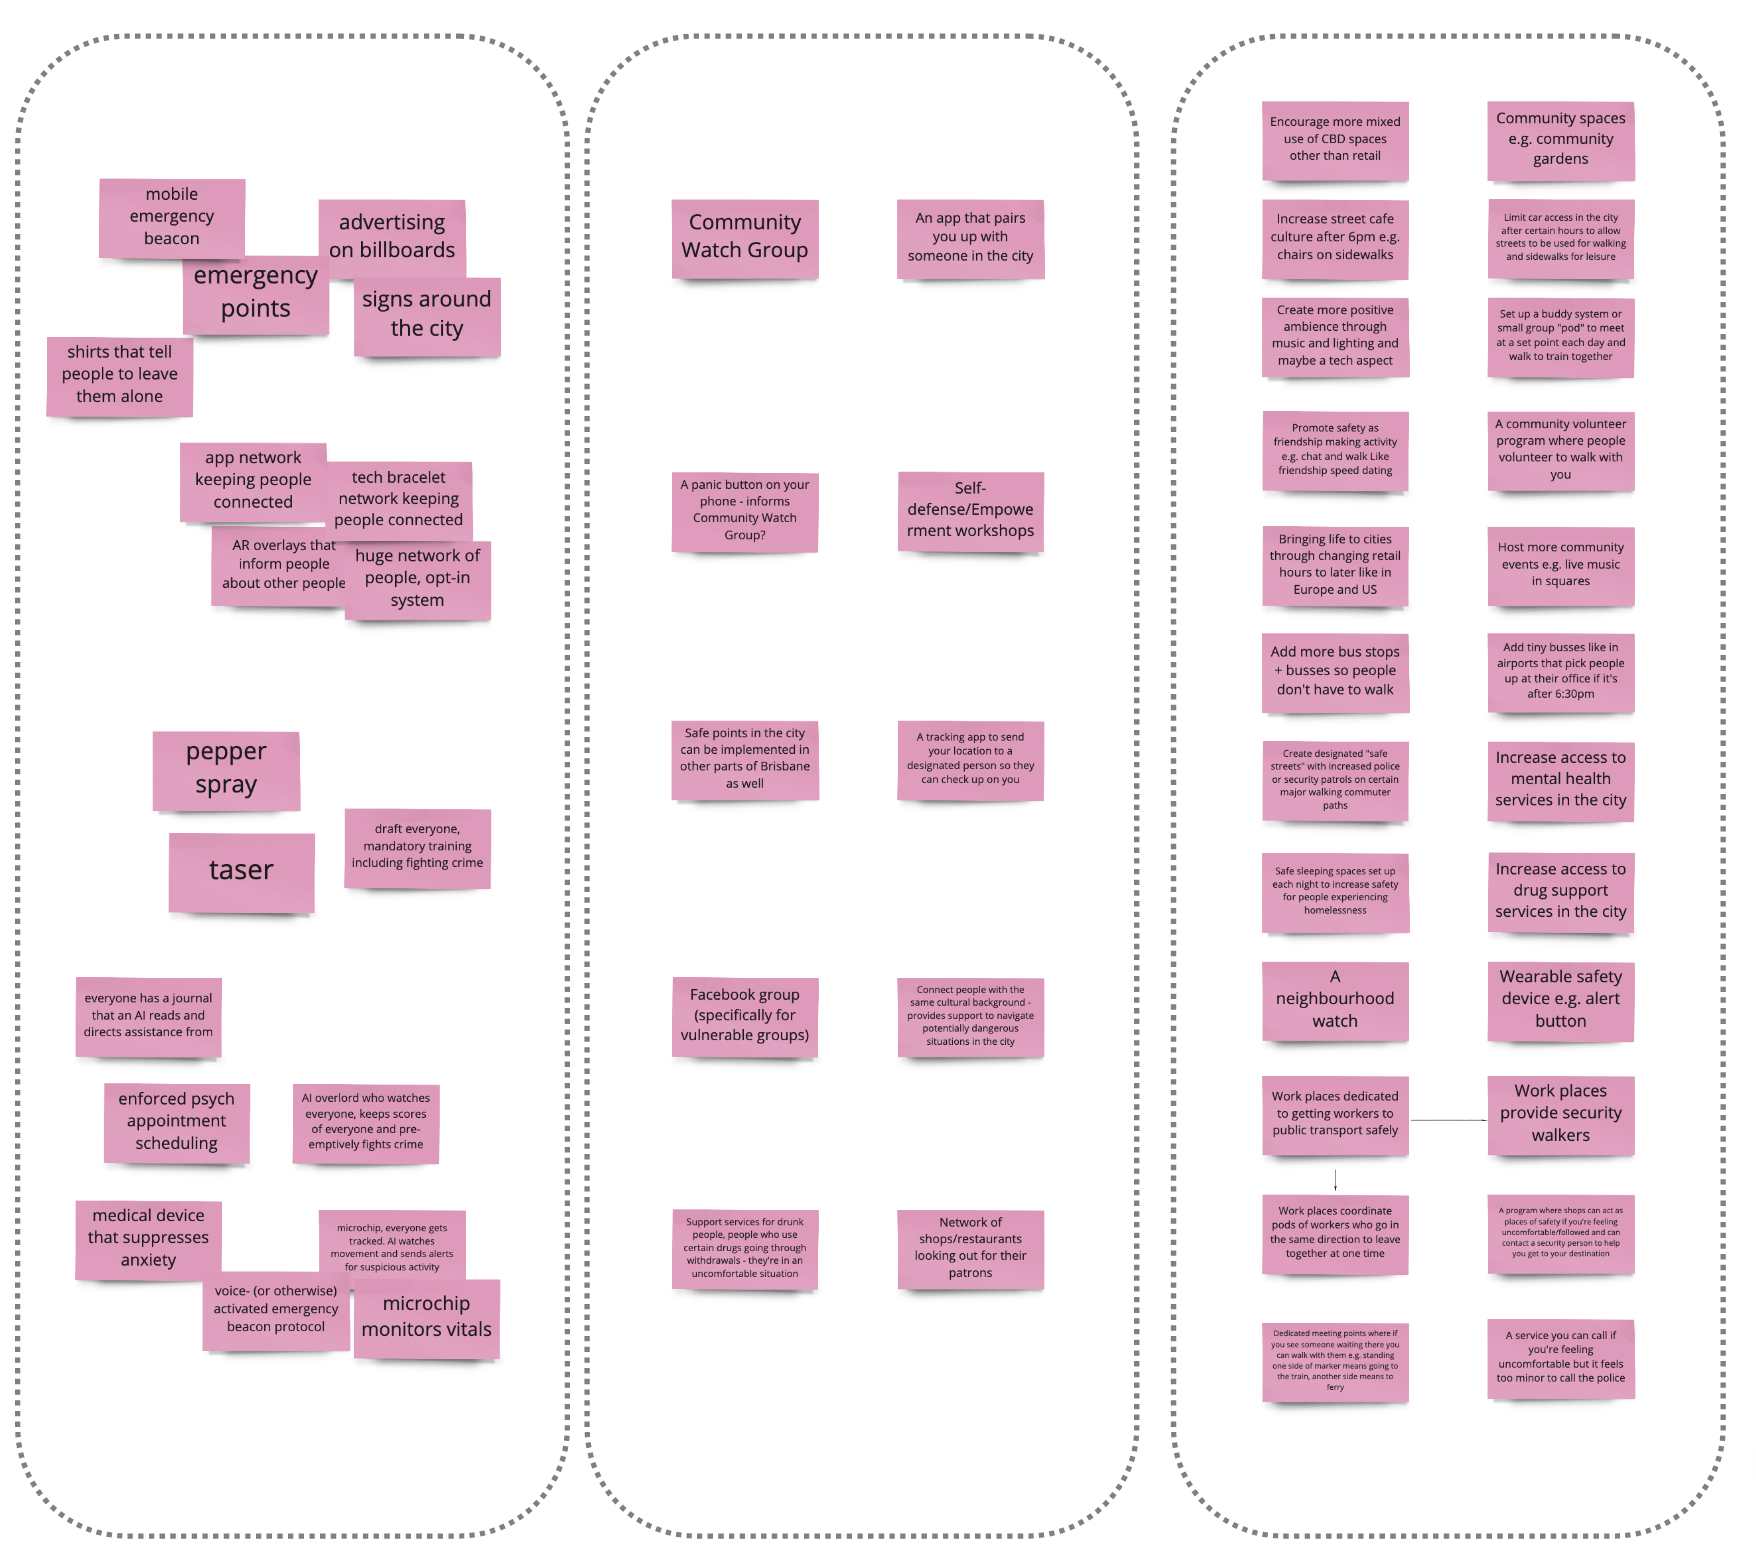 mobile
emergency
beacon
advertising
on billboards
emergency
points
signs around
the city
shirts that tell
people to leave
them alone
app network
keeping people
connected
tech bracelet
network keeping
people connected
AR overlays that
inform people
about other people
huge network of
people, opt-in
system
pepper
spray
taser
draft everyone,
mandatory training
including fighting crime
everyone has a journal
that an AI reads and
directs assistance from
enforced psych
appointment
scheduling
AI overlord who watches
everyone, keeps scores
of everyone and pre-
emptively fights crime
medical device
that suppresses
anxiety
microchip, everyone gets
tracked. AI watches
movement and sends alerts
for suspicious activity
voice- (or otherwise)
activated emergency
beacon protocol
microchip
monitors vitals
Community
Watch Group
An app that pairs
you up with
someone in the city
A panic button on your
phone - informs
Community Watch
Group?
Self-
defense/Empowe
rment workshops
Safe points in the city
can be implemented in
other parts of Brisbane
as well
A tracking app to send
your location to a
designated person so they
can check up on you
Facebook group
(specifically for
vulnerable groups)
Connect people with the
same cultural background -
provides support to navigate
potentially dangerous
situations in the city
Support services for drunk
people, people who use
certain drugs going through
withdrawals - they're in an
uncomfortable situation
Network of
shops/restaurants
looking out for their
patrons
Encourage more mixed
use of CBD spaces
other than retail
Community spaces
e.g. community
gardens
Increase street cafe
culture after 6pm e.g.
chairs on sidewalks
Limit car access in the city
after certain hours to allow
streets to be used for walking
and sidewalks for leisure
Create more positive
ambience through
music and lighting and
maybe a tech aspect
Set up a buddy system or
small group "pod" to meet
at a set point each day and
walk to train together
Promote safety as
friendship making activity
e.g. chat and walk Like
friendship speed dating
A community volunteer
program where people
volunteer to walk with
you
Bringing life to cities
through changing retail
hours to later like in
Europe and US
Host more community
events e.g. live music
in squares
Add more bus stops
+ busses so people
don't have to walk
Add tiny busses like in
airports that pick people
up at their office if it's
after 6:30pm
Create designated "safe
streets" with increased police
or security patrols on certain
major walking commuter
paths
Increase access to
mental health
services in the city
Safe sleeping spaces set up
each night to increase safety
for people experiencing
homelessness
Increase access to
drug support
services in the city
A
neighbourhood
watch
Wearable safety
device e.g. alert
button
Work places dedicated
to getting workers to
public transport safely
Work places
provide security
walkers
Work places coordinate
pods of workers who go in
the same direction to leave
together at one time
A program where shops can act as
places of safety if you're feeling
uncomfortable/followed and can
contact a security person to help
you get to your destination
Dedicated meeting points where if
you see someone waiting there you
can walk with them e.g. standing
one side of marker means going to
the train, another side means to
ferry
A service you can call if
you're feeling
uncomfortable but it feels
too minor to call the police